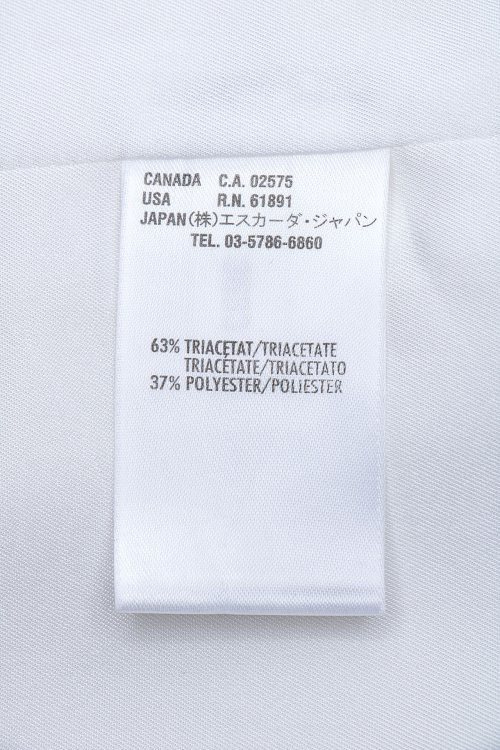 CANADA C.A. 02575
USA R.N. 61891
JAPAN(株)エスカーダ・ジャパン
TEL. 03-5786-6860
63% TRIACETAT/TRIACETATE
TRIACÉTATE/TRIACETATO
37% POLYESTER/POLIESTER